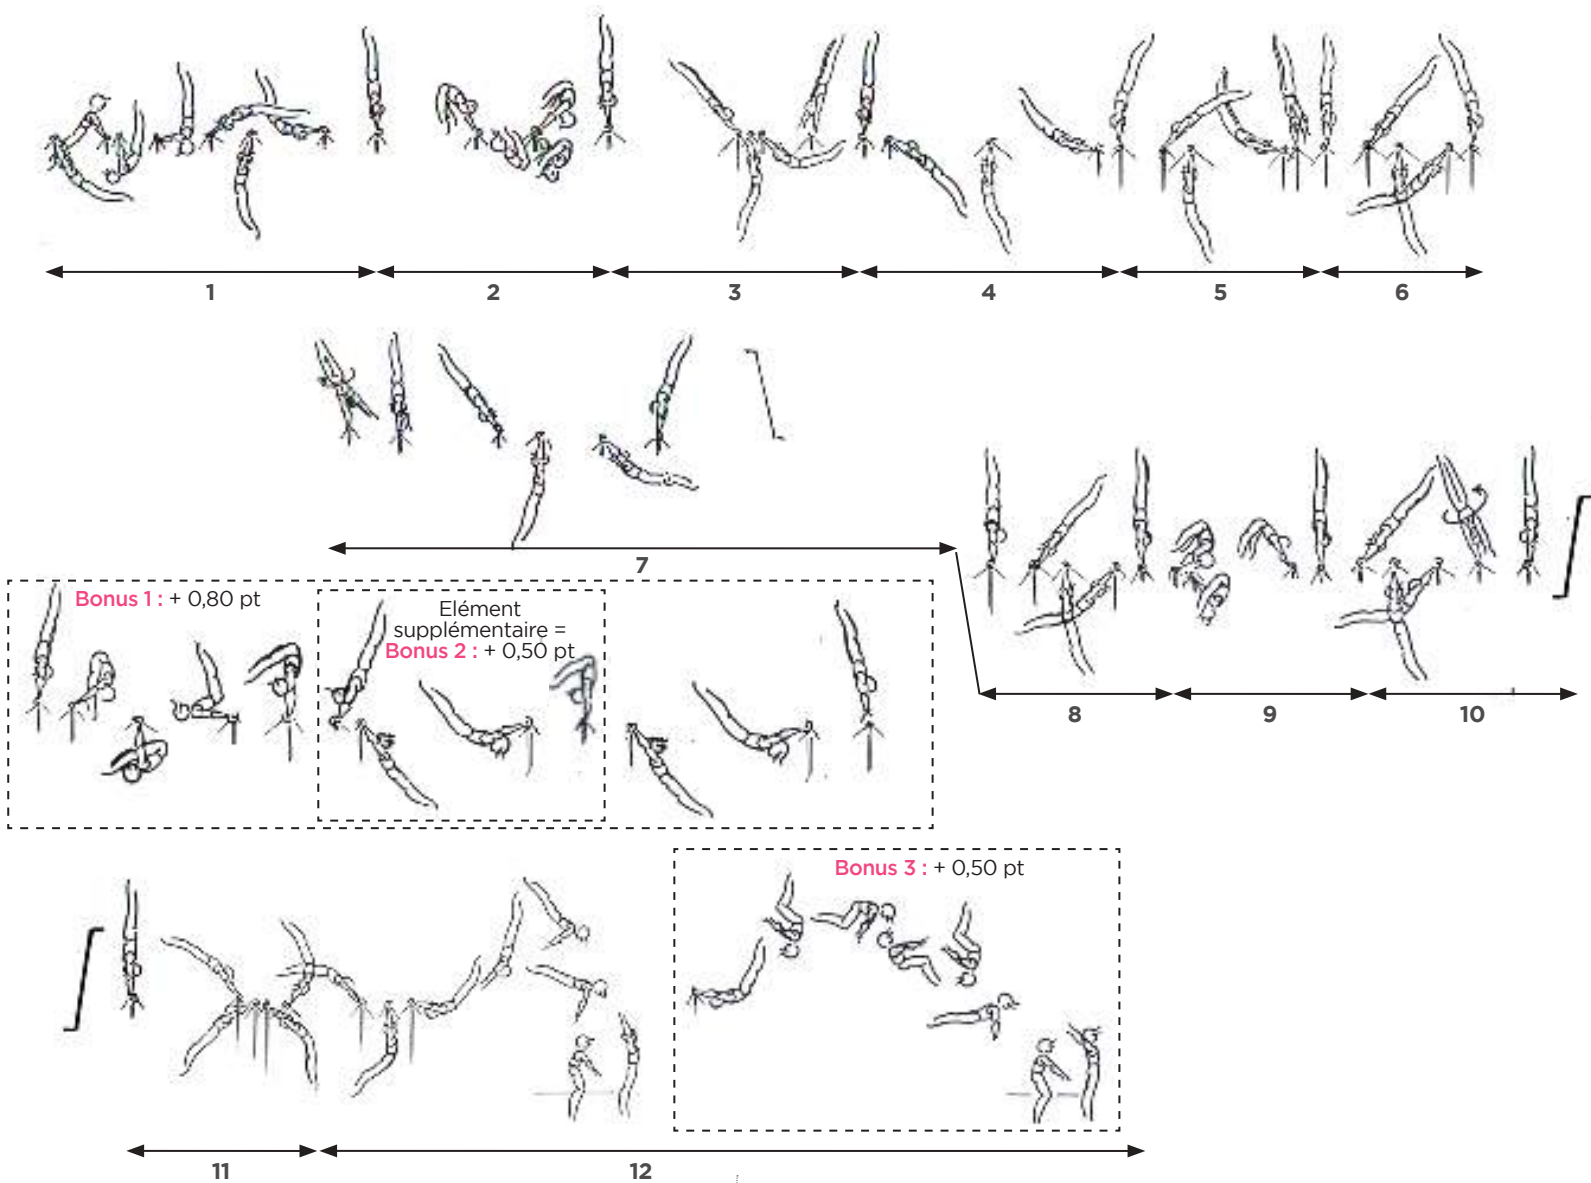 1 2 3 4 5 6
7
Bonus 1 : + 0,80 pt
Elément
supplémentaire =
Bonus 2 : + 0,50 pt
8 9 10
Bonus 3 : + 0,50 pt
11 12